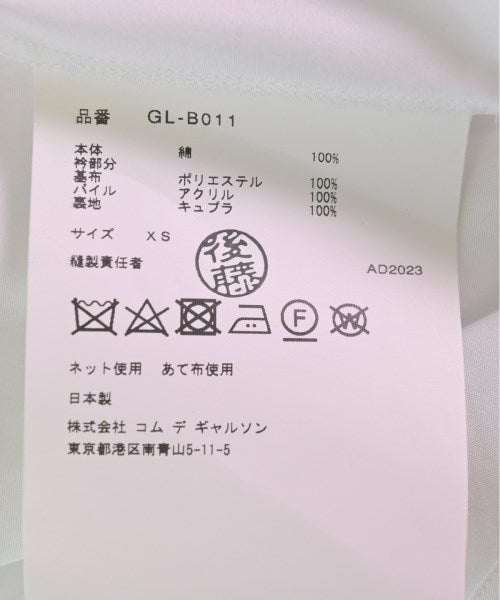 品番 GL-B011
本体 綿 100%
衿部分
基布 ポリエステル 100%
パイル アクリル 100%
裏地 キュプラ 100%
サイズ XS
縫製責任者 後藤 AD2023
F W
ネット使用 あて布使用
日本製
株式会社 コム デ ギャルソン
東京都港区南青山5-11-5